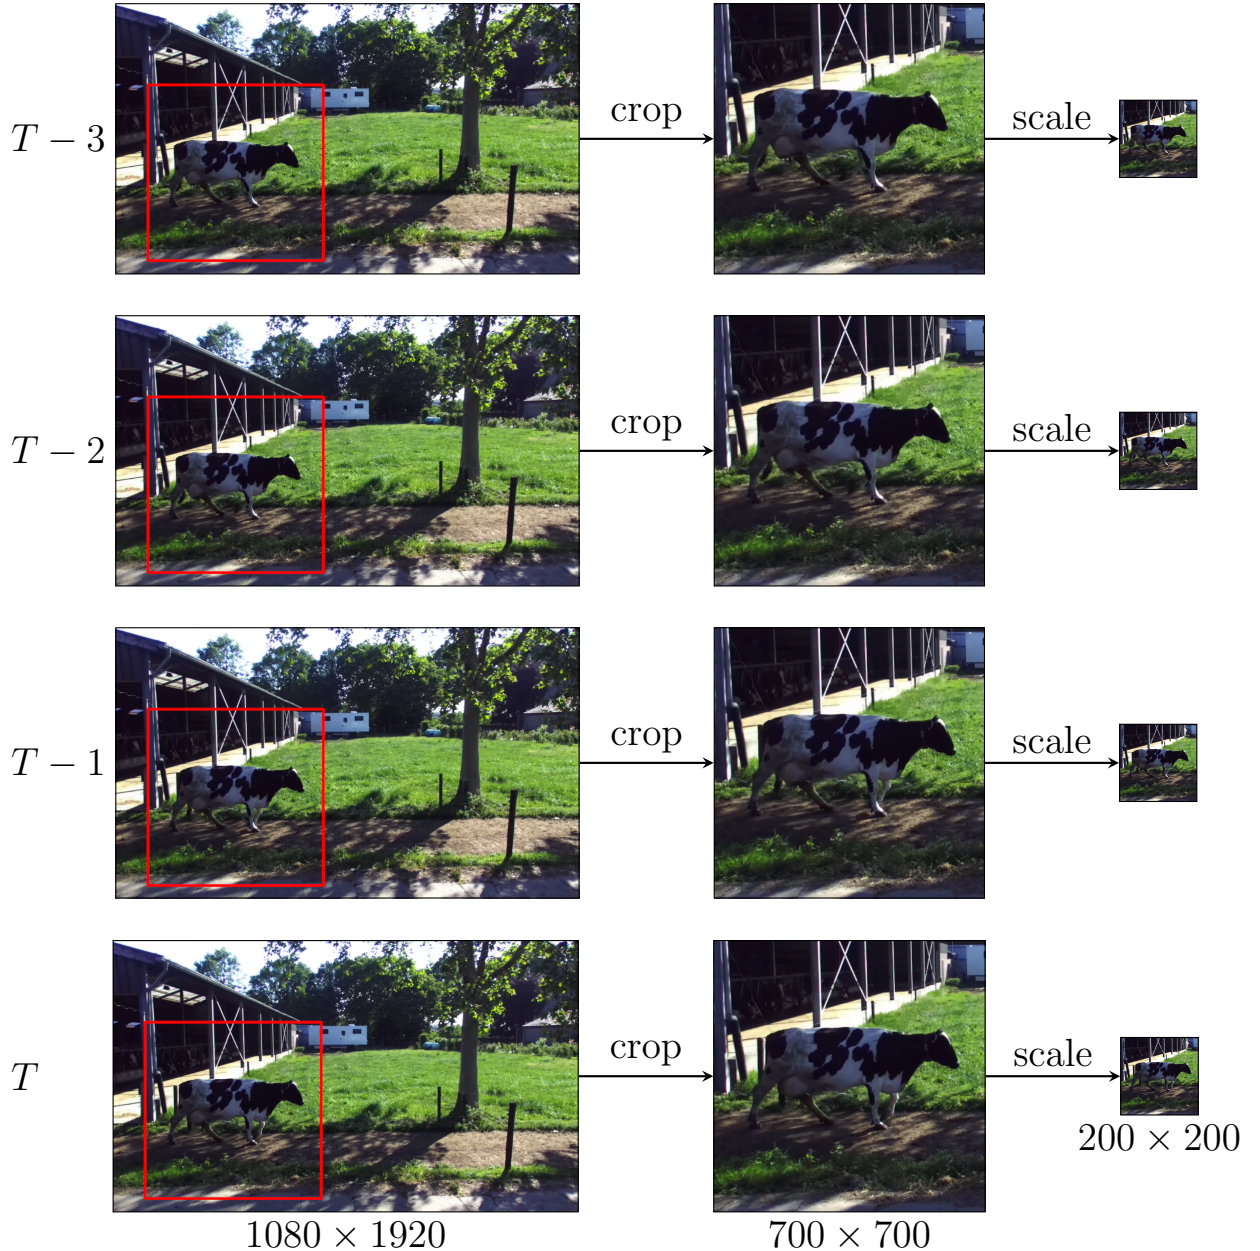 T − 3
crop
scale
T − 2
crop
scale
T − 1
crop
scale
T
crop
scale
200 × 200
1080 × 1920
700 × 700